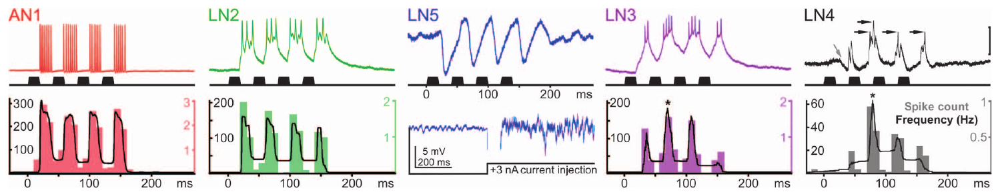 AN1 LN2 LN5 LN3 LN4
0 100 200 ms
300 200 100 3 2 1
0 100 200 ms
200 100 2 1
0 100 200 ms
5 mV
200 ms
+3 nA current injection
200 100 * 2 1
0 100 200 ms
60 40 20 * 1 0.5
Spike count
Frequency (Hz)
0 100 200 ms